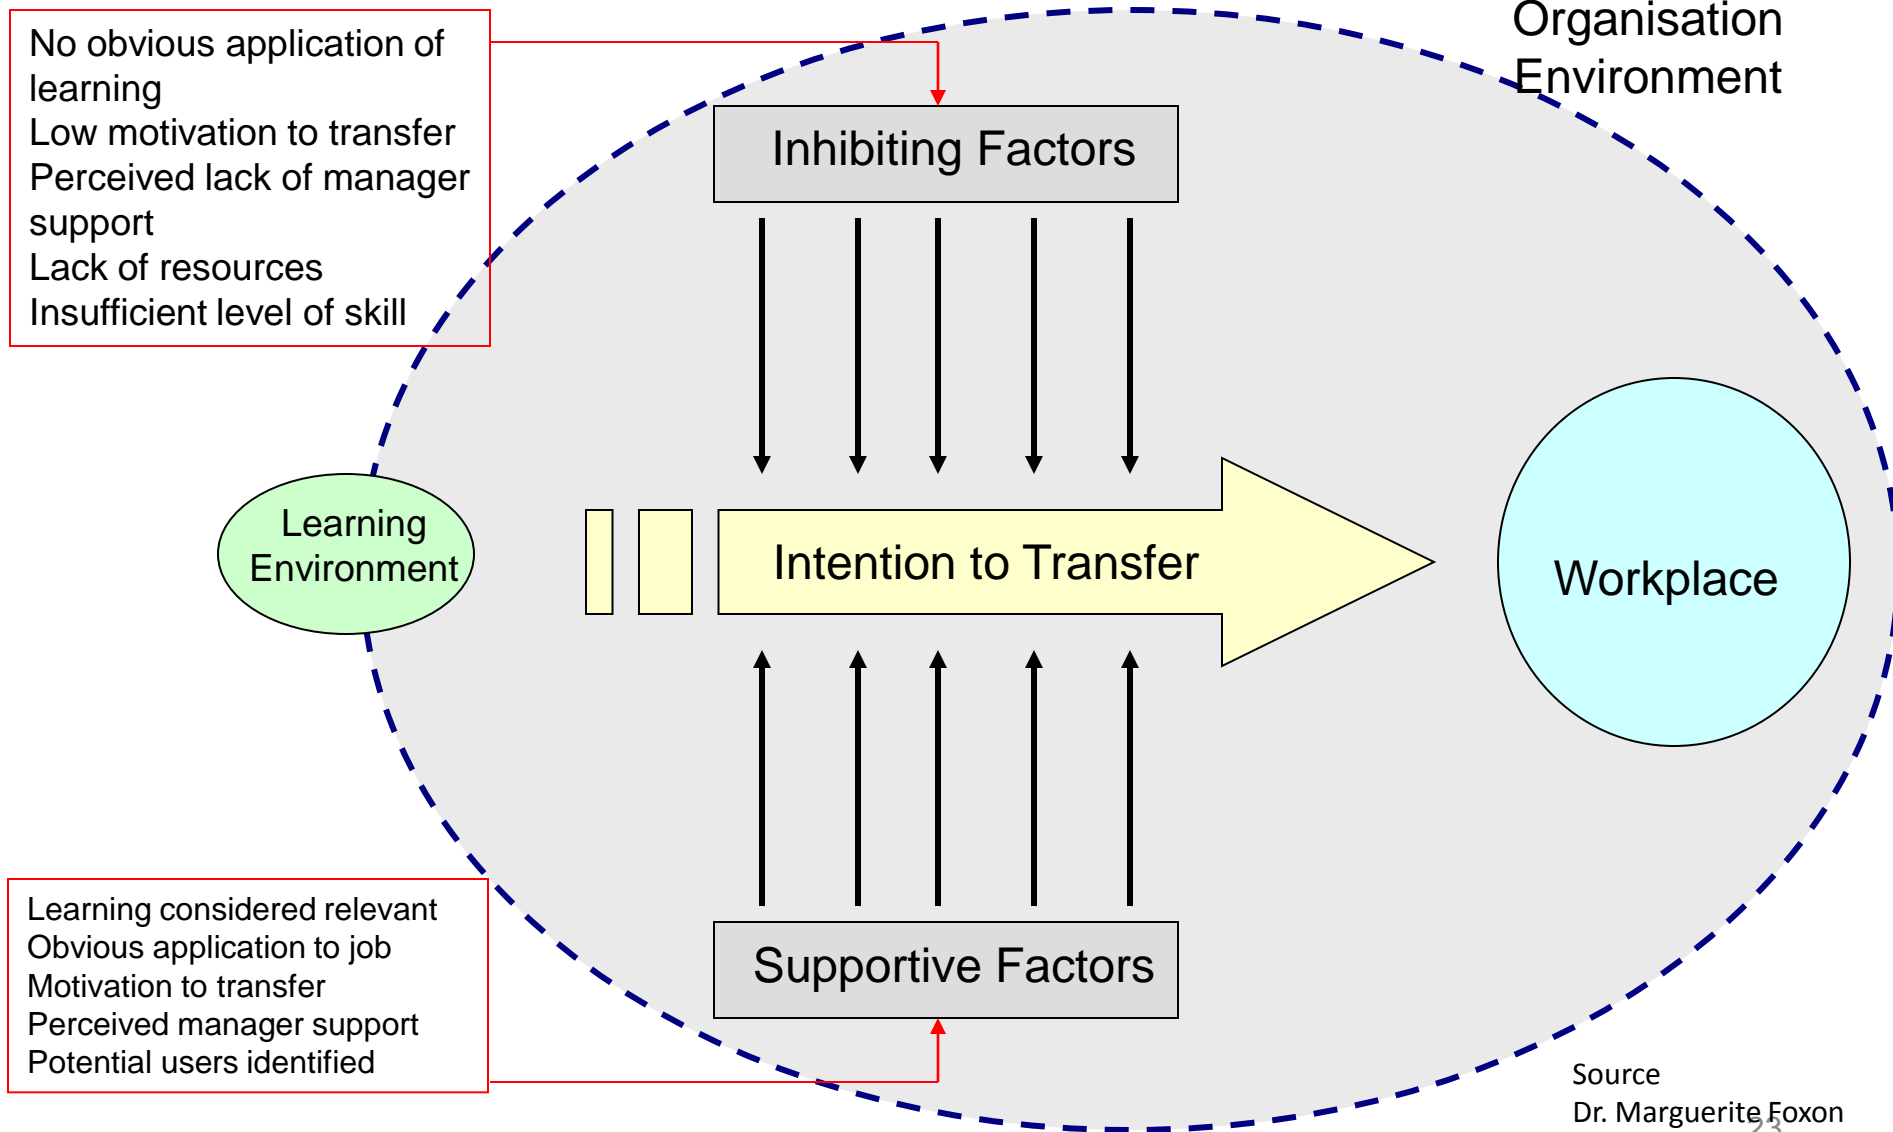 Organisation
Environment
No obvious application of
learning
Low motivation to transfer
Perceived lack of manager
support
Lack of resources
Insufficient level of skill
Inhibiting Factors
Learning
Environment
Intention to Transfer
Workplace
Supportive Factors
Learning considered relevant
Obvious application to job
Motivation to transfer
Perceived manager support
Potential users identified
Source
Dr. Marguerite Foxon
23